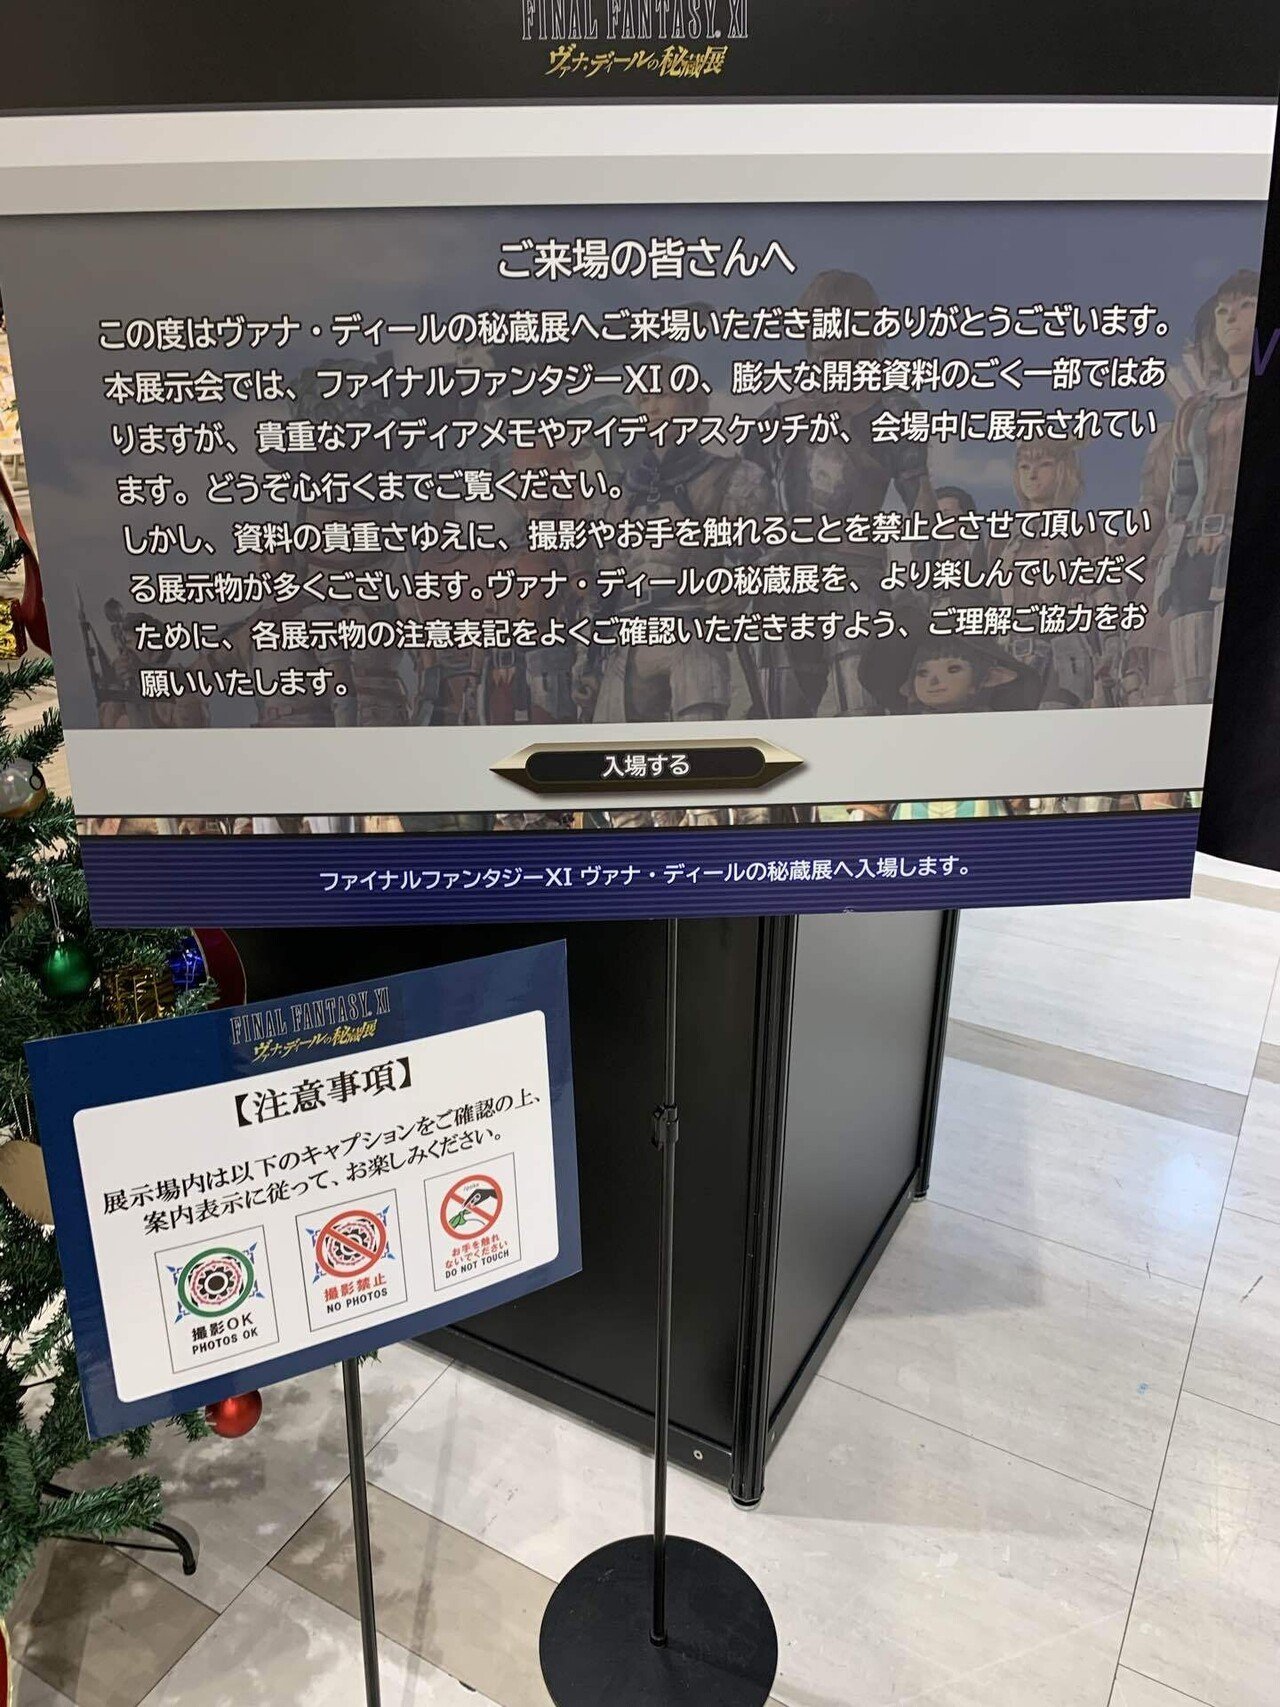 FINAL FANTASY XI
ヴァナ・ディールの秘蔵展
ご来場の皆さんへ
この度はヴァナ・ディールの秘蔵展へご来場いただき誠にありがとうございます。
本展示会では、ファイナルファンタジーXIの、膨大な開発資料のごく一部ではあ
りますが、貴重なアイディアメモやアイディアスケッチが、会場中に展示されてい
ます。どうぞ心行くまでご覧ください。
しかし、資料の貴重さゆえに、撮影やお手を触れることを禁止とさせて頂いてい
る展示物が多くございます。ヴァナ・ディールの秘蔵展を、より楽しんでいただく
ために、各展示物の注意表記をよくご確認いただきますよう、ご理解ご協力をお
願いいたします。
入場する
ファイナルファンタジーXI ヴァナ・ディールの秘蔵展へ入場します。
FINAL FANTASY XI
ヴァナ・ディールの秘蔵展
【注意事項】
展示場内は以下のキャプションをご確認の上、
案内表示に従って、お楽しみください。
撮影OK
PHOTOS OK
撮影禁止
NO PHOTOS
お手を触れ
ないでください
DO NOT TOUCH